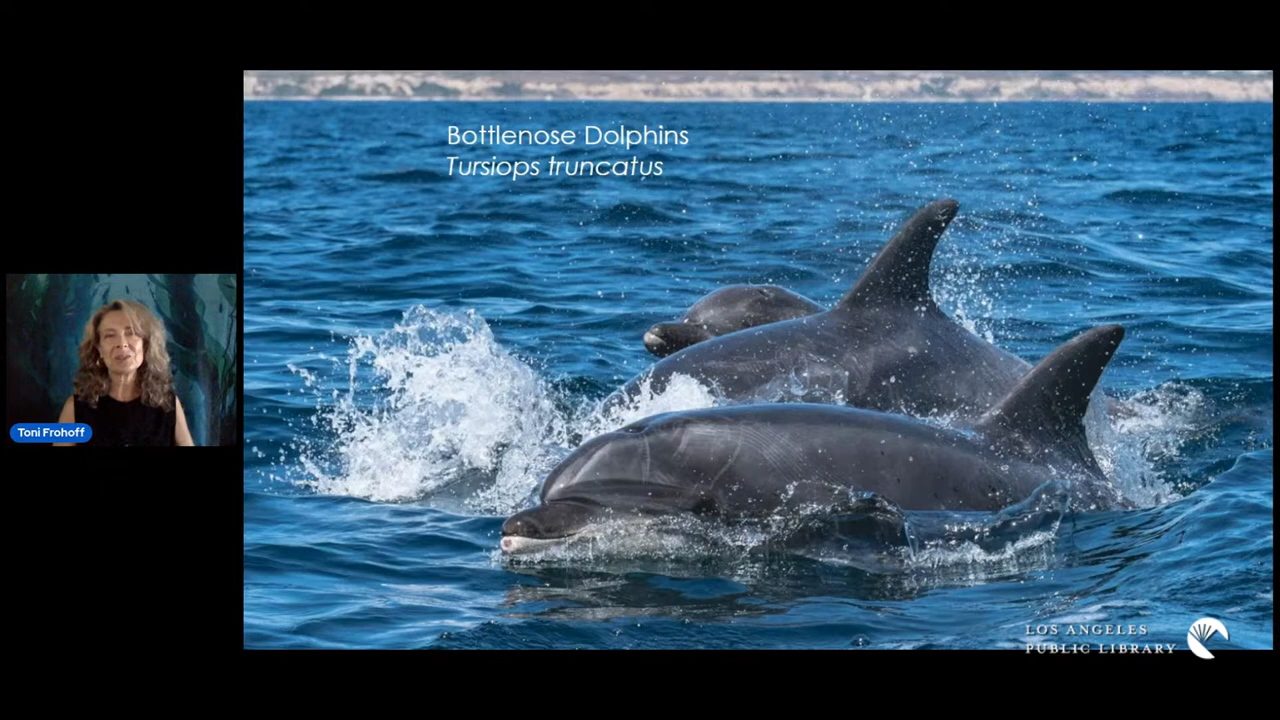 Bottlenose Dolphins
Tursiops truncatus
Toni Frohoff
LOS ANGELES
PUBLIC LIBRARY